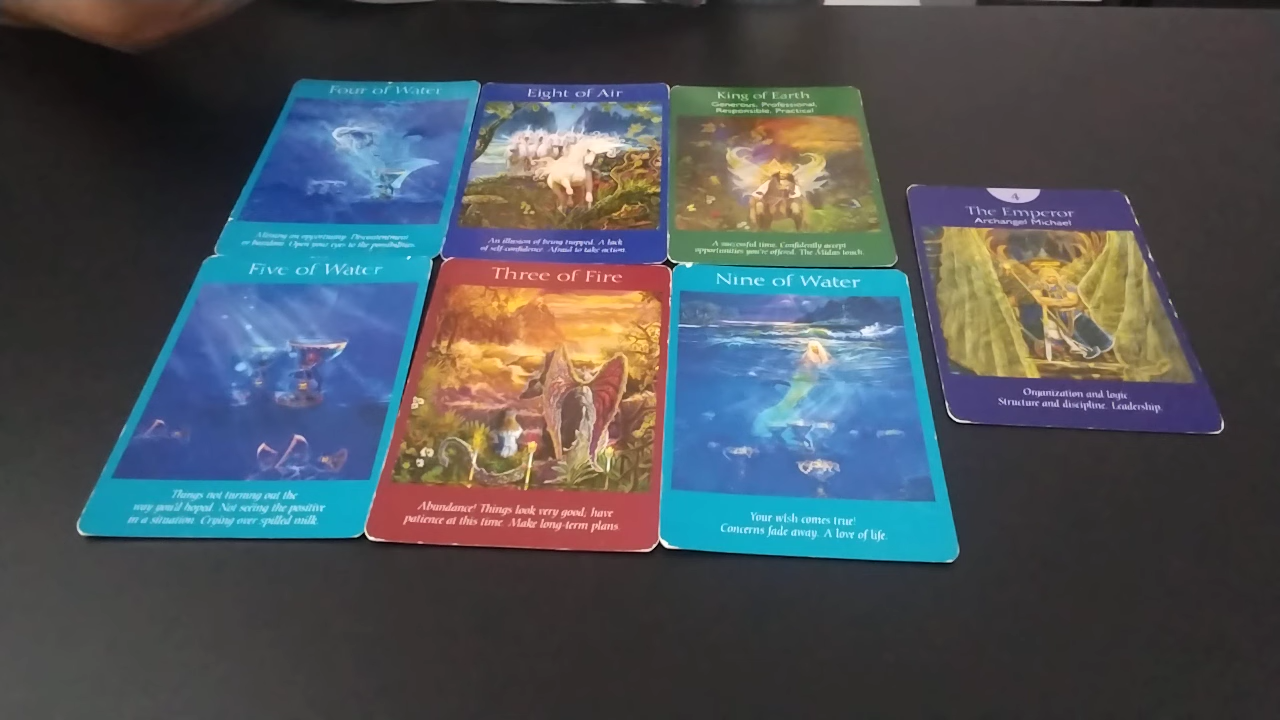 Four of Water
Missing an opportunity. Discontentment
or boredom. Open your eyes to the possibilities.
Eight of Air
An illusion of being trapped. A lack
of self-confidence. Afraid to take action.
King of Earth
Generous, Professional,
Responsible, Practical
A successful time. Confidently accept
opportunities you're offered. The Midas touch.
4
The Emperor
Archangel Michael
Organization and logic
Structure and discipline. Leadership.
Five of Water
Things not turning out the
way you'd hoped. Not seeing the positive
in a situation. Crying over spilled milk.
Three of Fire
Abundance! Things look very good; have
patience at this time. Make long-term plans.
Nine of Water
Your wish comes true!
Concerns fade away. A love of life.